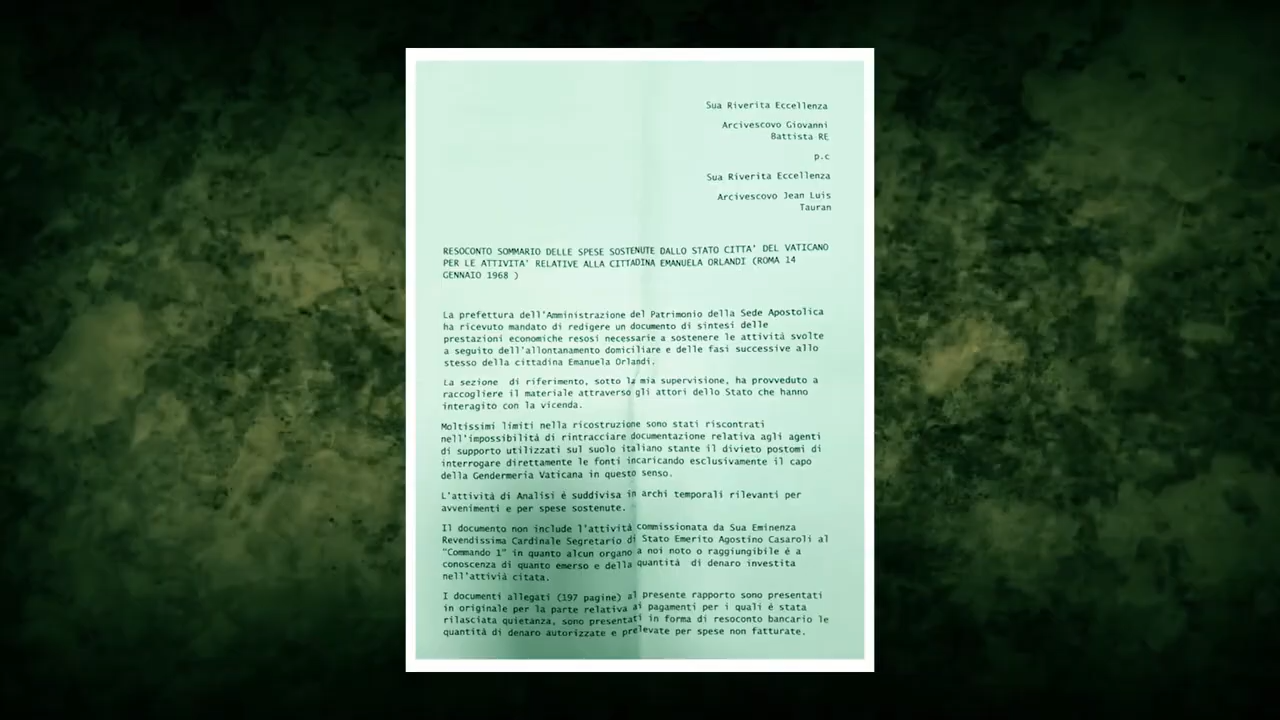 Sua Riverita Eccellenza
Arcivescovo Giovanni
Battista RE
p.c
Sua Riverita Eccellenza
Arcivescovo Jean Luis
Tauran
RESOCONTO SOMMARIO DELLE SPESE SOSTENUTE DALLO STATO CITTA' DEL VATICANO
PER LE ATTIVITA' RELATIVE ALLA CITTADINA EMANUELA ORLANDI (ROMA 14
GENNAIO 1968 )
La prefettura dell'Amministrazione del Patrimonio della Sede Apostolica
ha ricevuto mandato di redigere un documento di sintesi delle
prestazioni economiche resosi necessarie a sostenere le attività svolte
a seguito dell'allontanamento domiciliare e delle fasi successive allo
stesso della cittadina Emanuela Orlandi.
La sezione  di riferimento, sotto la mia supervisione, ha provveduto a
raccogliere il materiale attraverso gli attori dello Stato che hanno
interagito con la vicenda.
Moltissimi limiti nella ricostruzione sono stati riscontrati
nell'impossibilità di rintracciare documentazione relativa agli agenti
di supporto utilizzati sul suolo italiano stante il divieto postomi di
interrogare direttamente le fonti incaricando esclusivamente il capo
della Gendermeria Vaticana in questo senso.
L'attività di Analisi è suddivisa in archi temporali rilevanti per
avvenimenti e per spese sostenute.
Il documento non include l'attività commissionata da Sua Eminenza
Revendissima Cardinale Segretario di Stato Emerito Agostino Casaroli al
"Commando 1" in quanto alcun organo a noi noto o raggiungibile è a
conoscenza di quanto emerso e della quantità  di denaro investita
nell'attivià citata.
I documenti allegati (197 pagine) al presente rapporto sono presentati
in originale per la parte relativa ai pagamenti per i quali è stata
rilasciata quietanza, sono presentati in forma di resoconto bancario le
quantità di denaro autorizzate e prelevate per spese non fatturate.